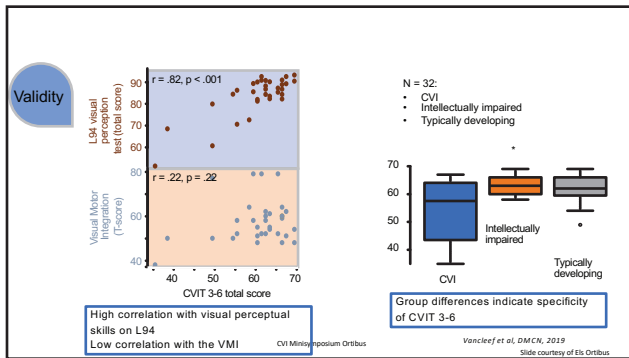 Validity
r = .82, p < .001
L94 visual
perception
test (total score)
90
80
70
60
80
r = .22, p = .22
Visual Motor
Integration
(T-score)
60
40
40
50
60
70
CVIT 3-6 total score
High correlation with visual perceptual
skills on L94
Low correlation with the VMI
CVI Minisymposium Ortibus
N = 32:
• CVI
• Intellectually impaired
• Typically developing
*
70
60
50
40
Intellectually
impaired
Typically
developing
CVI
Group differences indicate specificity
of CVIT 3-6
Vancleef et al, DMCN, 2019
Slide courtesy of Els Ortibus